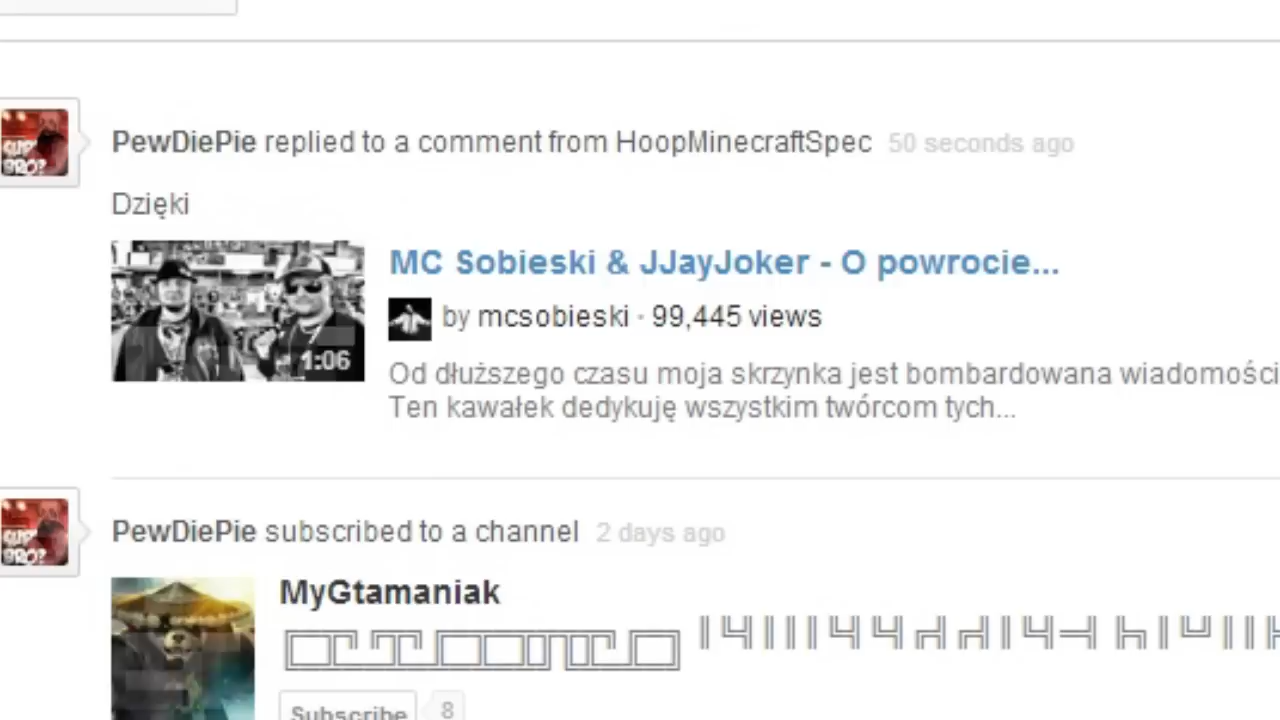 PewDiePie replied to a comment from HoopMinecraftSpec 50 seconds ago
Dzięki
MC Sobieski & JJayJoker - O powrocie...
by mcsobieski · 99,445 views
1:06
Od dłuższego czasu moja skrzynka jest bombardowana wiadomości
Ten kawałek dedykuję wszystkim twórcom tych...
PewDiePie subscribed to a channel 2 days ago
MyGtamaniak
Subscribe 8